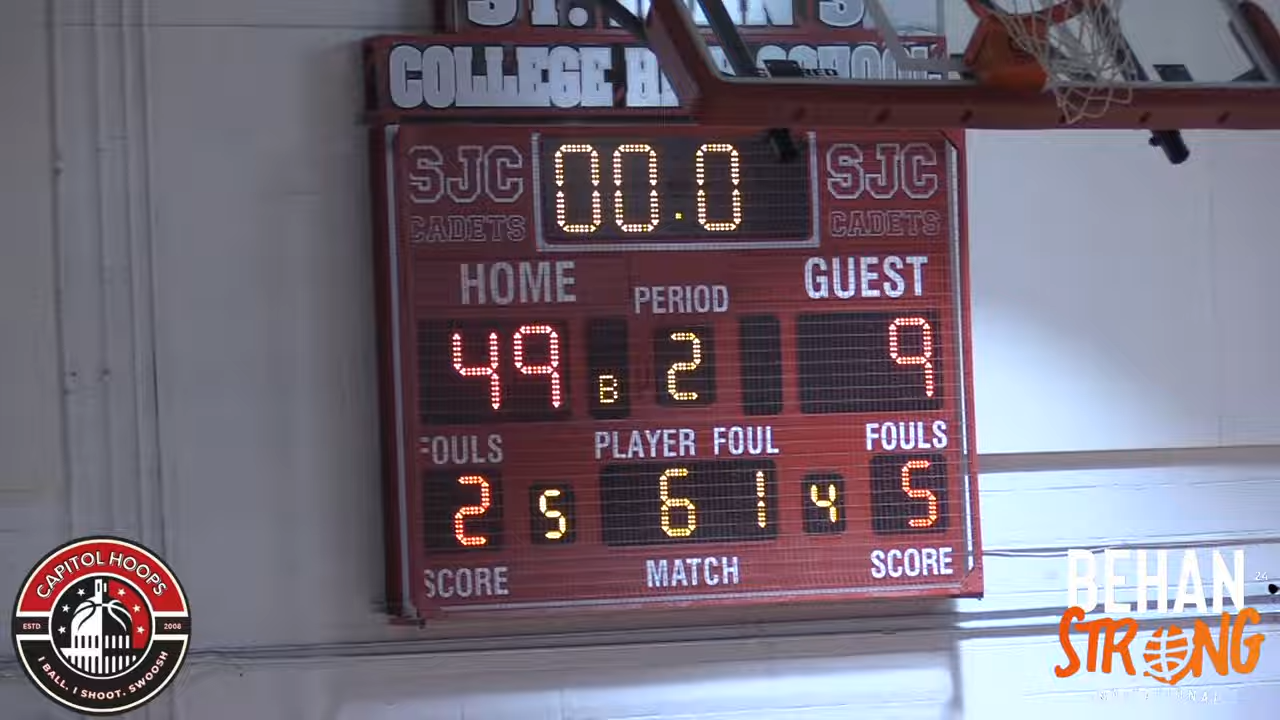 COLLEGE
SJC
CADETS
00.0
SJC
CADETS
HOME
PERIOD
GUEST
49
B
2
9
FOULS
PLAYER FOUL
FOULS
2
5
6 1
4
5
SCORE
MATCH
SCORE
CAPITOL HOOPS
ESTD
2008
I BALL. I SHOOT. SWOOSH
BEHAN
24
STRONG